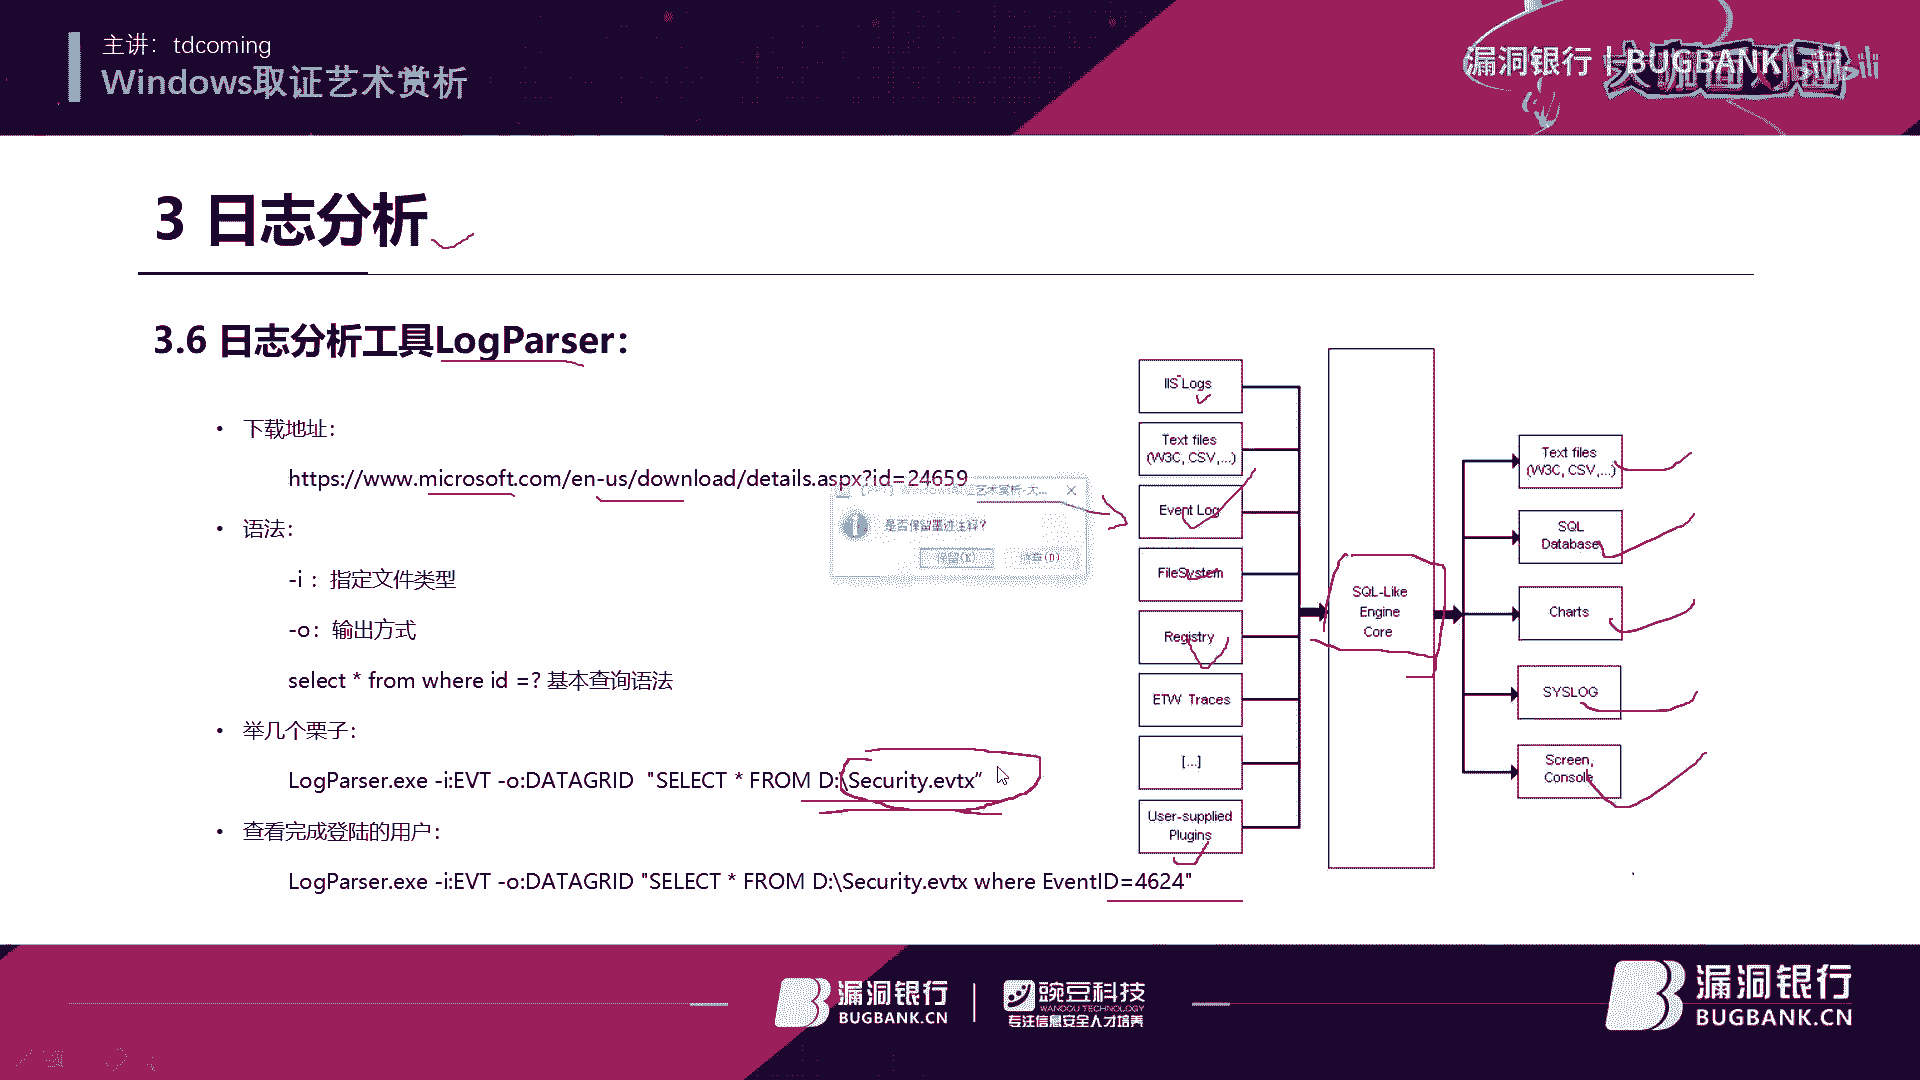 主讲：tdcoming
Windows取证艺术赏析
漏洞银行 | BUGBANK
3 日志分析
3.6 日志分析工具LogParser：
• 下载地址：
https://www.microsoft.com/en-us/download/details.aspx?id=24659
• 语法：
-i ：指定文件类型
-o：输出方式
select * from where id =? 基本查询语法
• 举几个栗子：
LogParser.exe -i:EVT -o:DATAGRID "SELECT * FROM D:\Security.evtx”
• 查看完成登陆的用户：
LogParser.exe -i:EVT -o:DATAGRID "SELECT * FROM D:\Security.evtx where EventID=4624"
是否保留墨迹注释?
保留(K)
IIS Logs
Text files
(W3C, CSV,...)
Event Log
FileSystem
Registry
ETW Traces
[...]
User-supplied
Plugins
SQL-Like
Engine
Core
Text files
(W3C, CSV,...)
SQL
Database
Charts
SYSLOG
Screen,
Console
漏洞银行
BUGBANK.CN
豌豆科技
WANDOU TECHNOLOGY
专注信息安全人才培养
漏洞银行
BUGBANK.CN